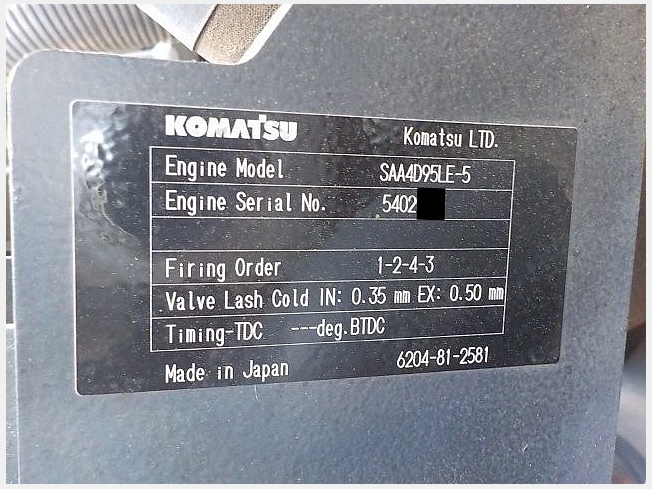 KOMATSU Komatsu LTD.
Engine Model SAA4D95LE-5
Engine Serial No. 5402
Firing Order 1-2-4-3
Valve Lash Cold IN: 0.35 mm EX: 0.50 mm
Timing-TDC ---deg.BTDC
Made in Japan 6204-81-2581